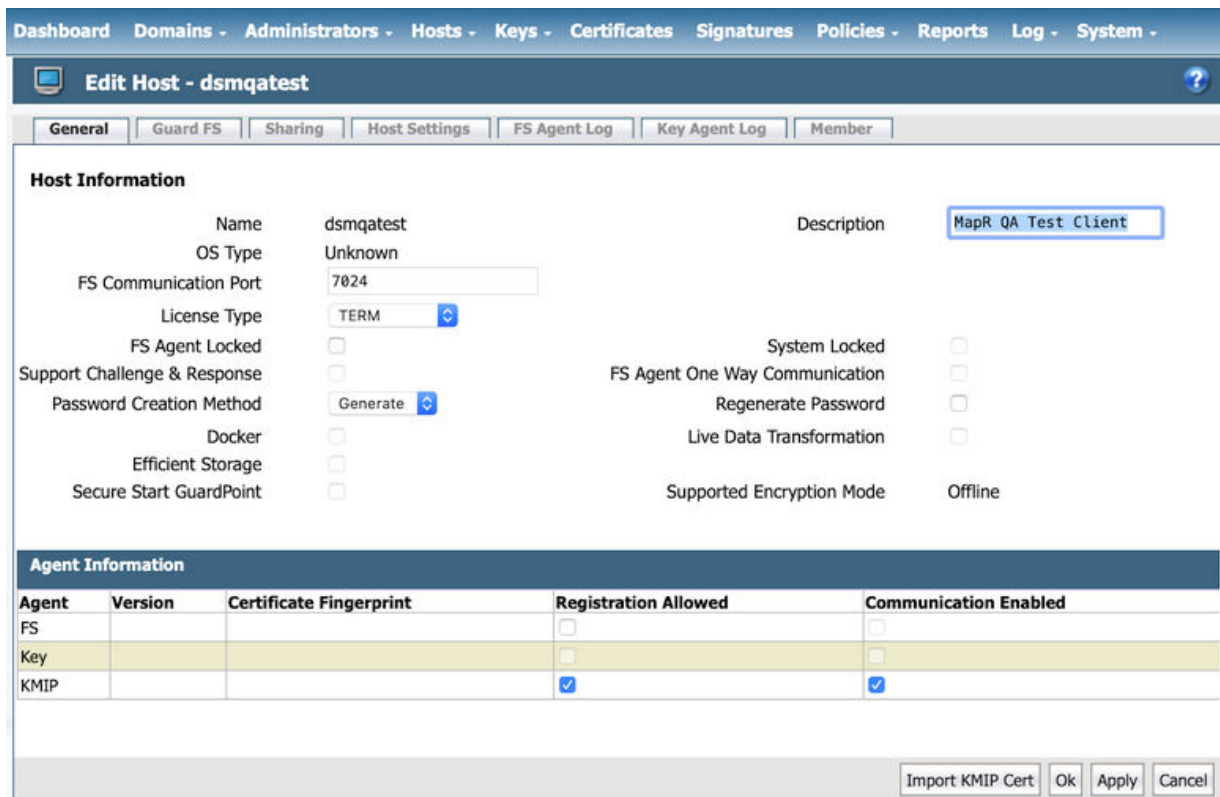 Dashboard Domains Administrators Hosts Keys Certificates Signatures Policies Reports Log System
Edit Host - dsmqatest ?
General Guard FS Sharing Host Settings FS Agent Log Key Agent Log Member
Host Information
Name dsmqatest Description MapR QA Test Client
OS Type Unknown
FS Communication Port 7024
License Type TERM
FS Agent Locked System Locked
Support Challenge & Response FS Agent One Way Communication
Password Creation Method Generate Regenerate Password
Docker Live Data Transformation
Efficient Storage
Secure Start GuardPoint Supported Encryption Mode Offline
Agent Information
Agent Version Certificate Fingerprint Registration Allowed Communication Enabled
FS
Key
KMIP
Import KMIP Cert Ok Apply Cancel